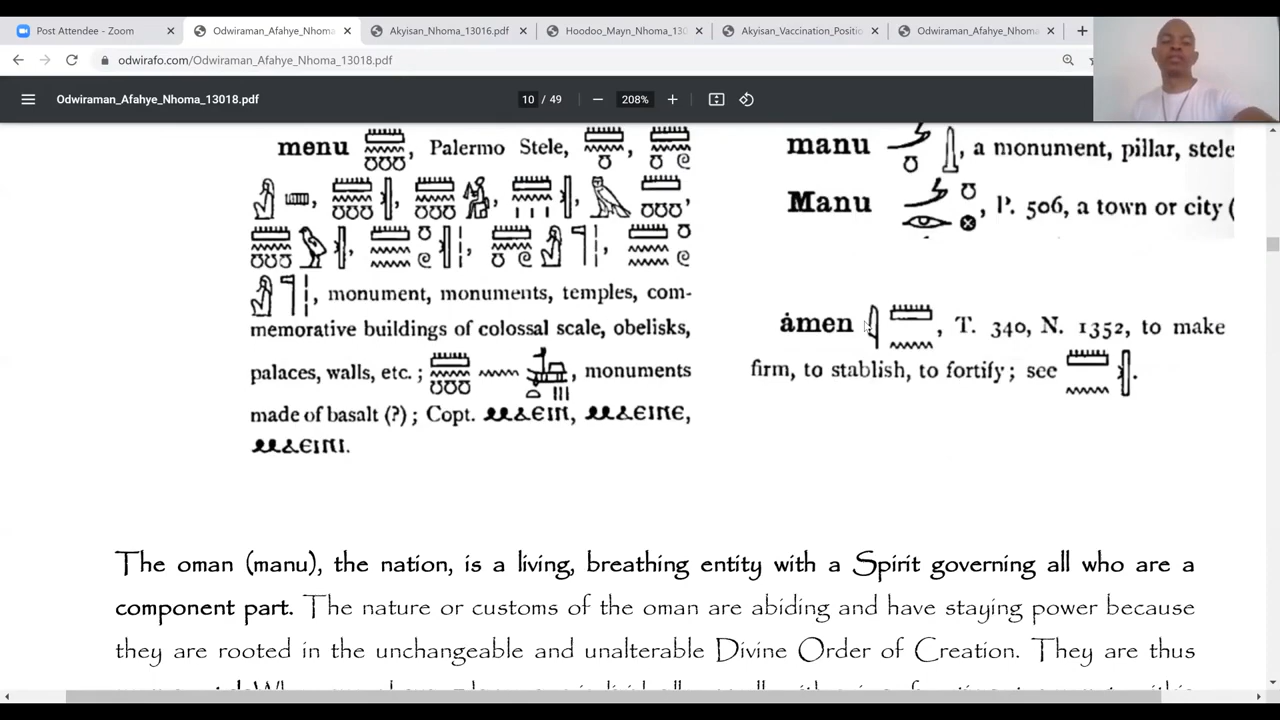 Post Attendee - Zoom
Odwiraman_Afahye_Nhoma_
Akyisan_Nhoma_13016.pdf
Hoodoo_Mayn_Nhoma_130
Akyisan_Vaccination_Positio
Odwiraman_Afahye_Nhoma
odwirafo.com/Odwiraman_Afahye_Nhoma_13018.pdf
Odwiraman_Afahye_Nhoma_13018.pdf
10 / 49
208%
menu , Palermo Stele,
, monument, monuments, temples, com-
memorative buildings of colossal scale, obelisks,
palaces, walls, etc. ; , monuments
made of basalt (?) ; Copt.
manu , a monument, pillar, stele
Manu , P. 506, a town or city (
ȧmen , T. 340, N. 1352, to make
firm, to stablish, to fortify ; see .
The oman (manu), the nation, is a living, breathing entity with a Spirit governing all who are a
component part. The nature or customs of the oman are abiding and have staying power because
they are rooted in the unchangeable and unalterable Divine Order of Creation. They are thus